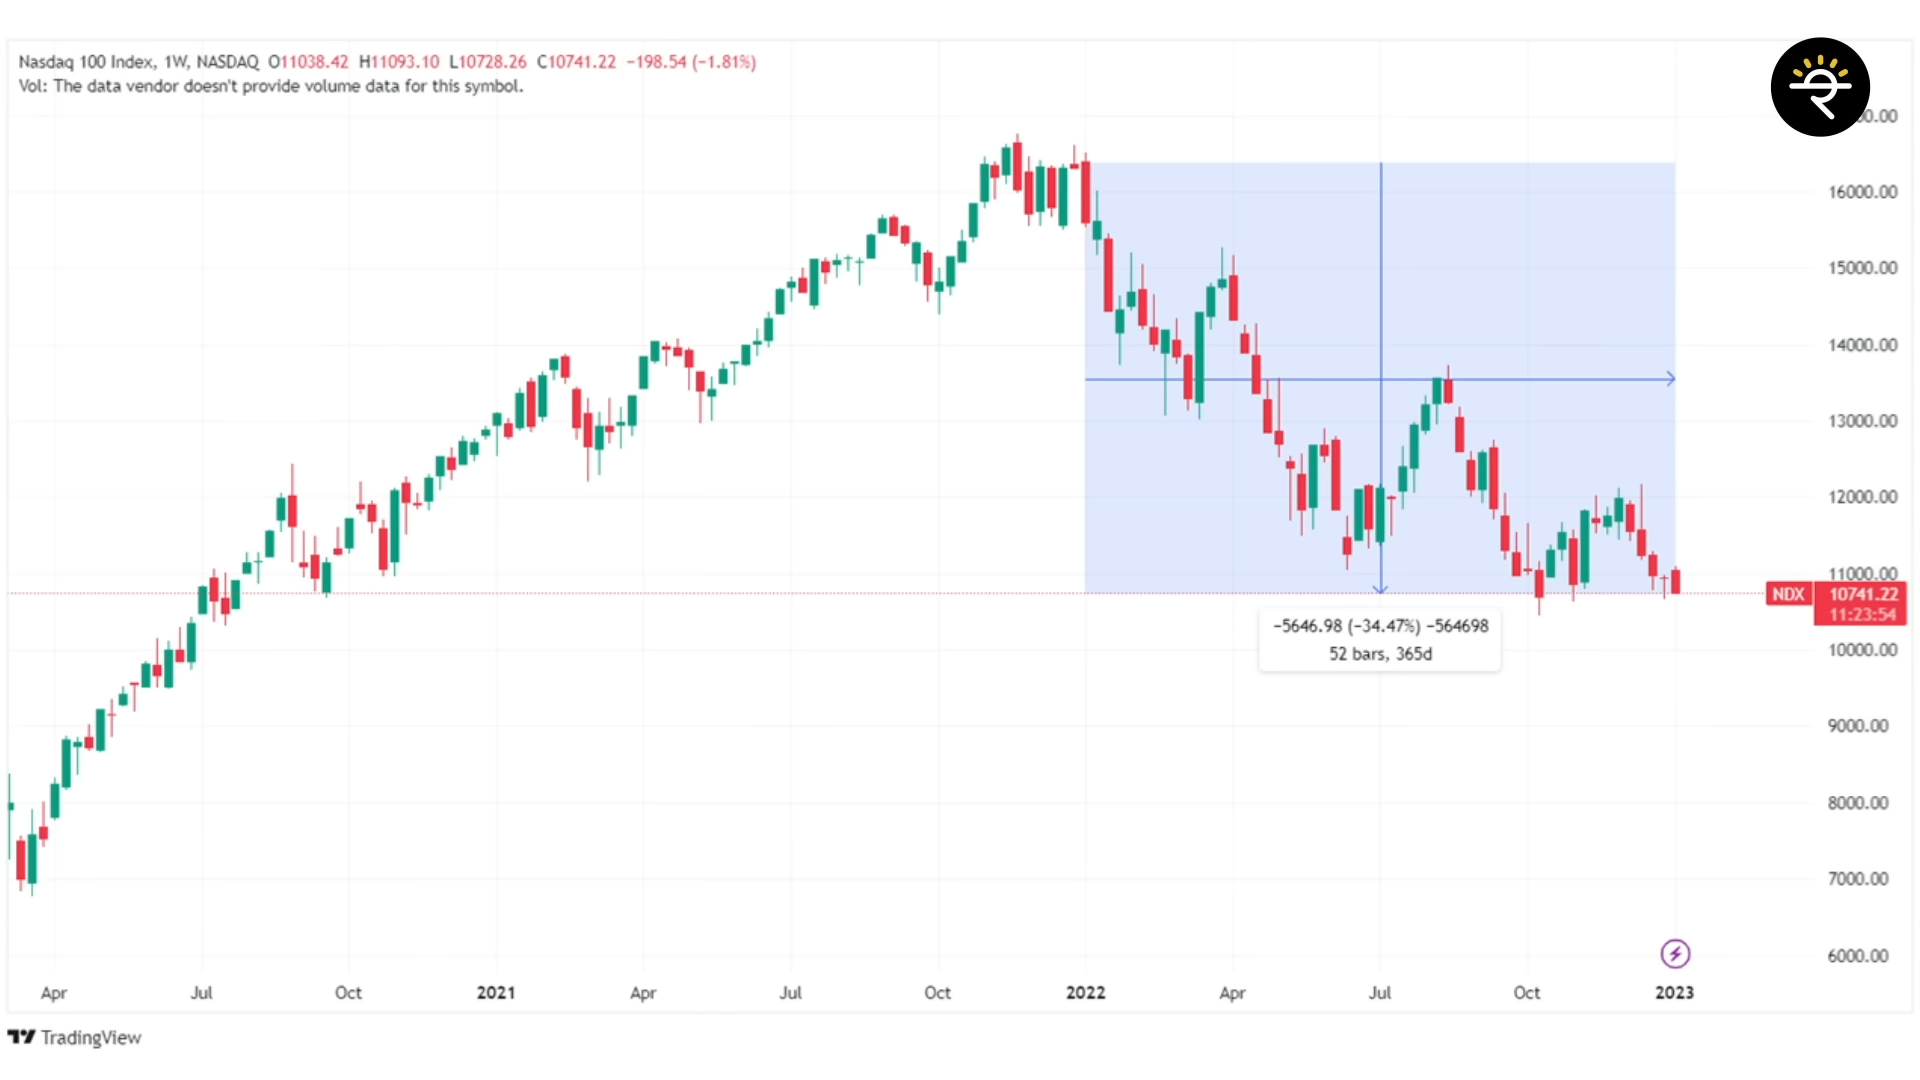 Nasdaq 100 Index, 1W, NASDAQ O11038.42 H11093.10 L10728.26 C10741.22 −198.54 (−1.81%)
Vol: The data vendor doesn't provide volume data for this symbol.
00.00
16000.00
15000.00
14000.00
13000.00
12000.00
11000.00
NDX 10741.22
11:23:54
10000.00
9000.00
8000.00
7000.00
6000.00
−5646.98 (−34.47%) −564698
52 bars, 365d
Apr Jul Oct 2021 Apr Jul Oct 2022 Apr Jul Oct 2023
TradingView